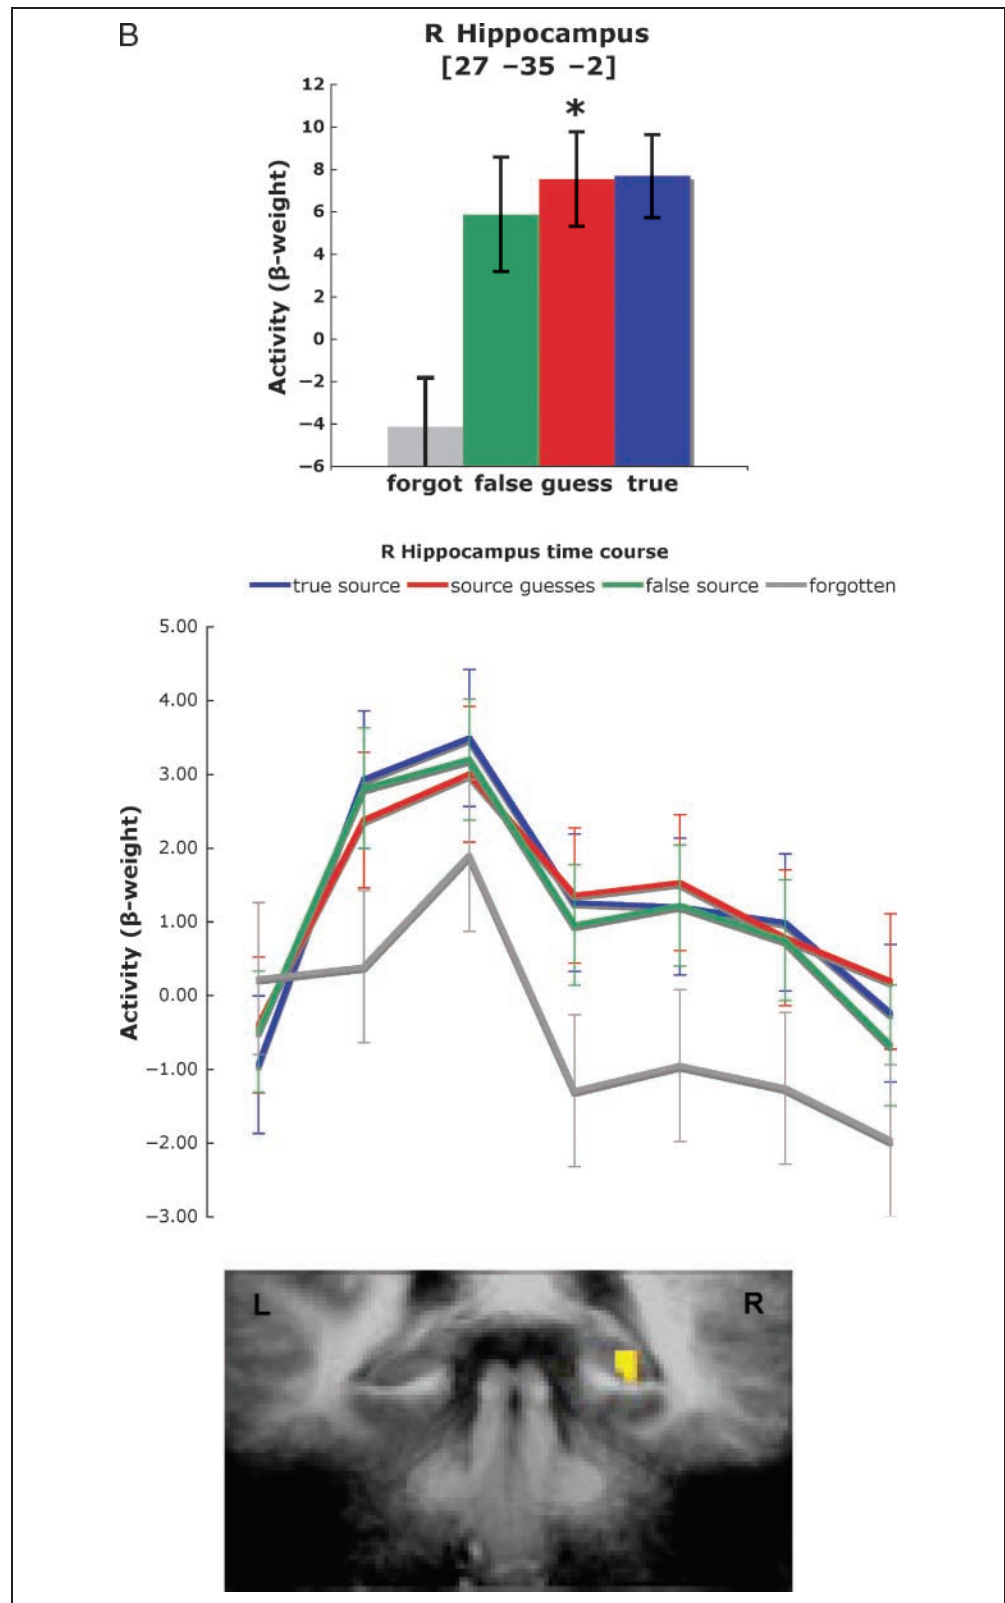 B
R Hippocampus
[27 –35 –2]
*
12
10
8
6
4
2
0
−2
−4
−6
Activity (β-weight)
forgot false guess true
R Hippocampus time course
true source source guesses false source forgotten
5.00
4.00
3.00
2.00
1.00
0.00
−1.00
−2.00
−3.00
Activity (β-weight)
L R